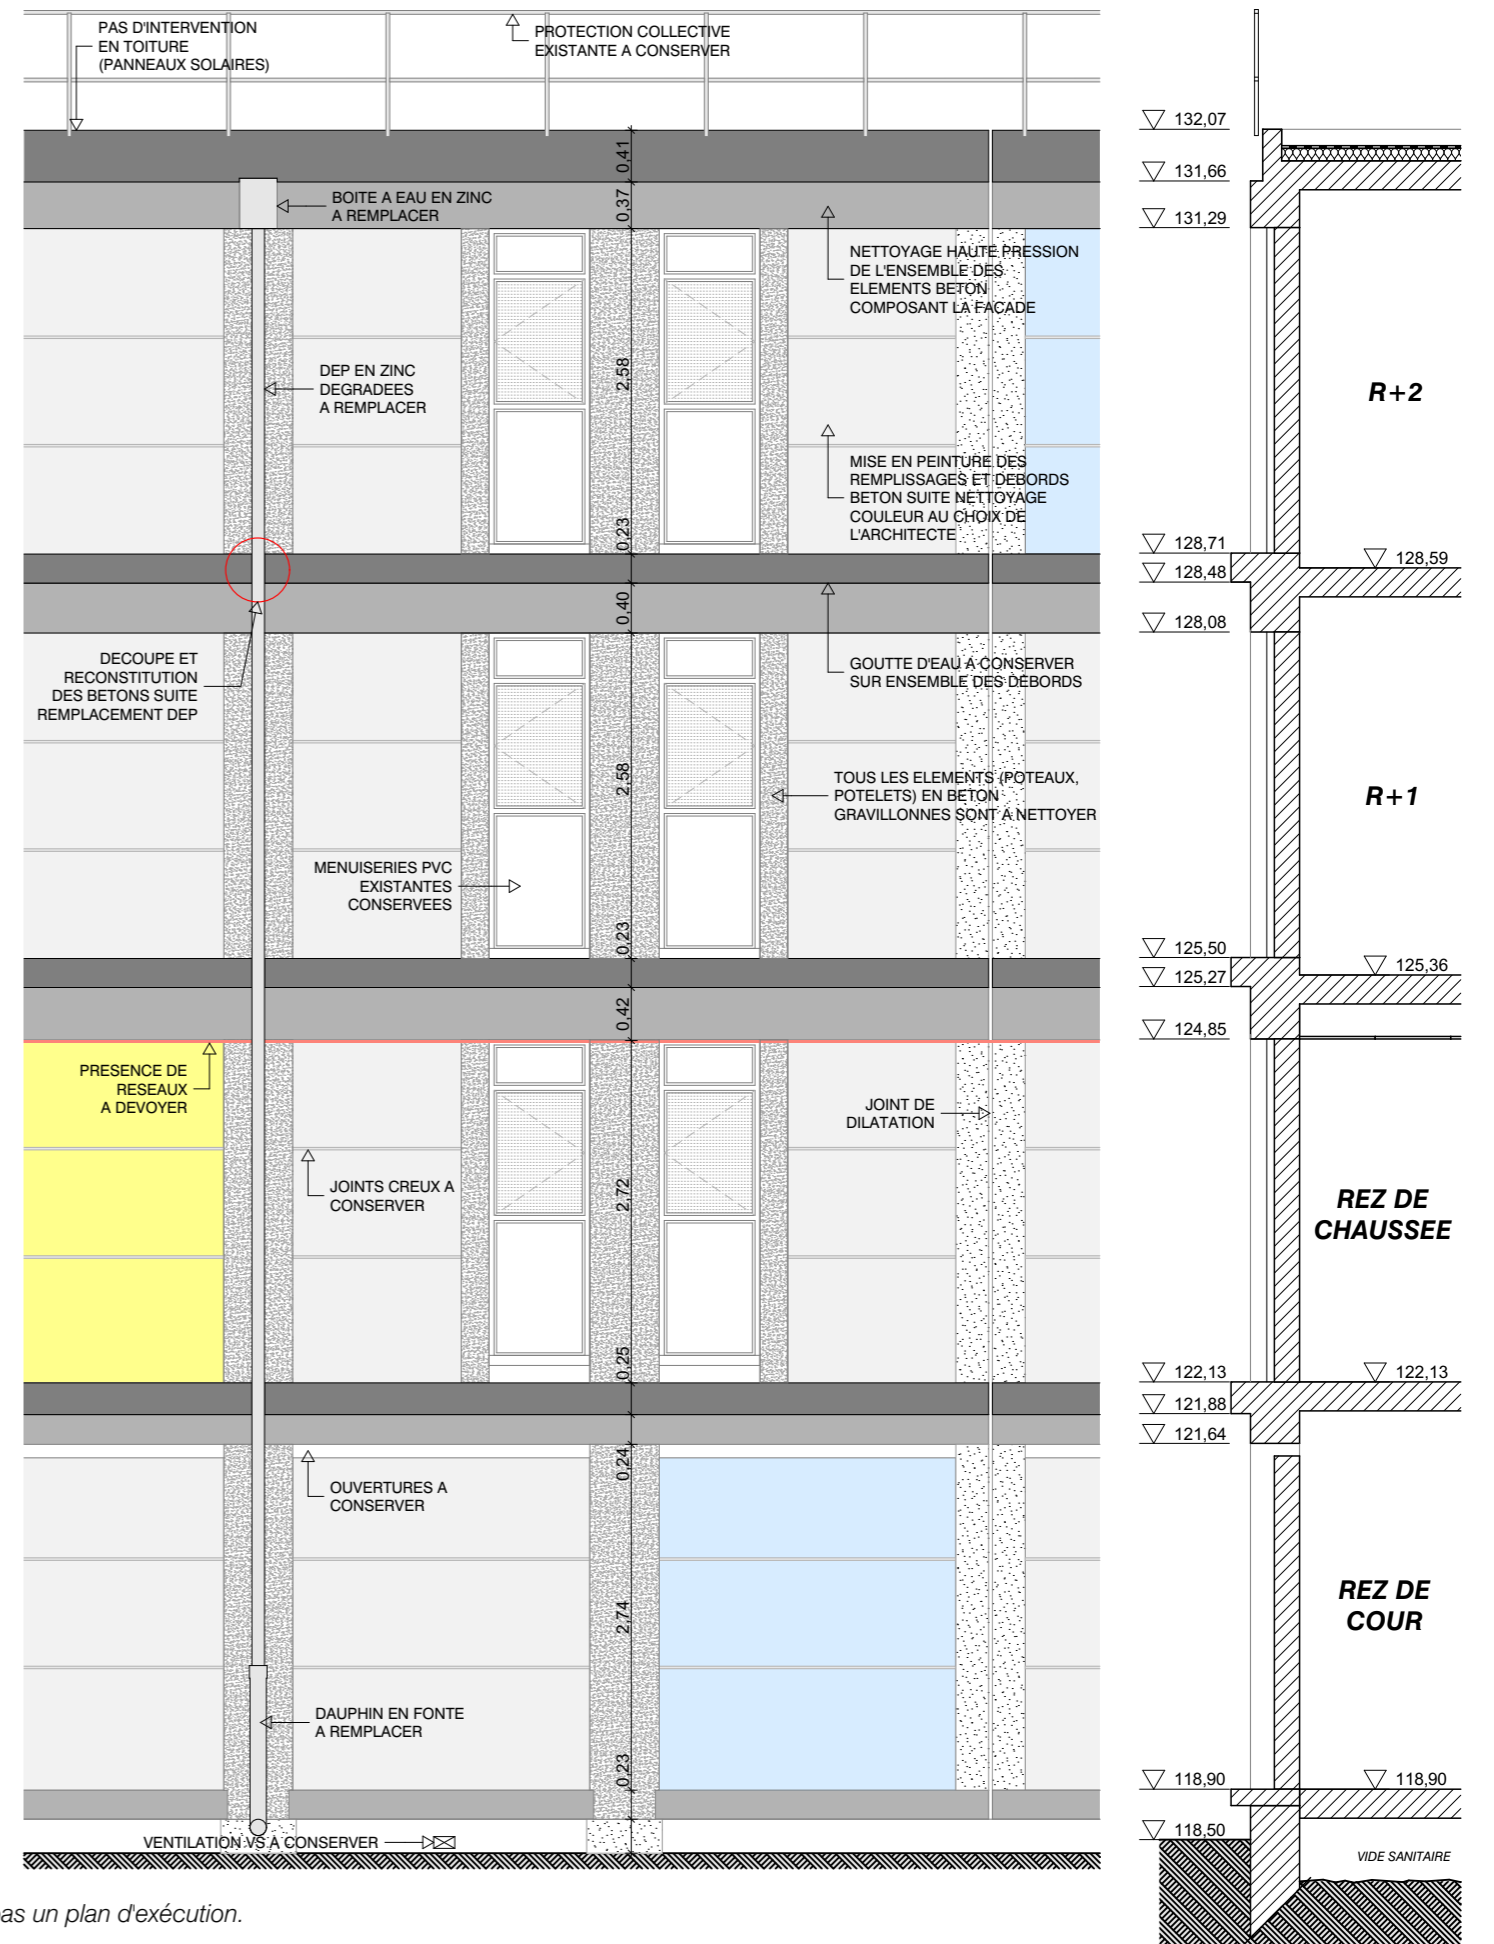 PAS D'INTERVENTION
EN TOITURE
(PANNEAUX SOLAIRES)
PROTECTION COLLECTIVE
EXISTANTE A CONSERVER
0,41
BOITE A EAU EN ZINC
A REMPLACER
0,37
NETTOYAGE HAUTE PRESSION
DE L'ENSEMBLE DES
ELEMENTS BETON
COMPOSANT LA FACADE
DEP EN ZINC
DEGRADEES
A REMPLACER
2,58
MISE EN PEINTURE DES
REMPLISSAGES ET DEBORDS
BETON SUITE NETTOYAGE
COULEUR AU CHOIX DE
L'ARCHITECTE
0,23
0,40
DECOUPE ET
RECONSTITUTION
DES BETONS SUITE
REMPLACEMENT DEP
GOUTTE D'EAU A CONSERVER
SUR ENSEMBLE DES DEBORDS
2,58
TOUS LES ELEMENTS (POTEAUX,
POTELETS) EN BETON
GRAVILLONNES SONT A NETTOYER
MENUISERIES PVC
EXISTANTES
CONSERVEES
0,23
0,42
PRESENCE DE
RESEAUX
A DEVOYER
JOINT DE
DILATATION
JOINTS CREUX A
CONSERVER
2,72
0,25
0,24
OUVERTURES A
CONSERVER
2,74
DAUPHIN EN FONTE
A REMPLACER
0,23
VENTILATION VS A CONSERVER
132,07
131,66
131,29
R+2
128,71
128,59
128,48
128,08
R+1
125,50
125,36
125,27
124,85
REZ DE
CHAUSSEE
122,13
122,13
121,88
121,64
REZ DE
COUR
118,90
118,90
118,50
VIDE SANITAIRE
pas un plan d'exécution.